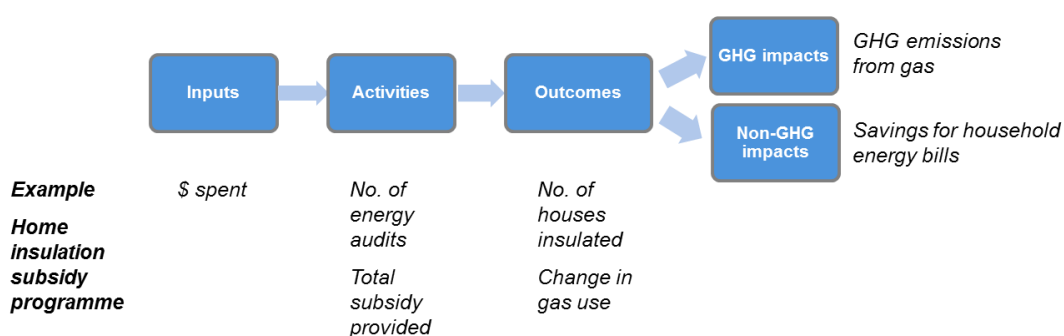 Inputs
Activities
Outcomes
GHG impacts
GHG emissions
from gas
Non-GHG
impacts
Savings for household
energy bills
Example
Home
insulation
subsidy
programme
$ spent
No. of
energy
audits
Total
subsidy
provided
No. of
houses
insulated
Change in
gas use